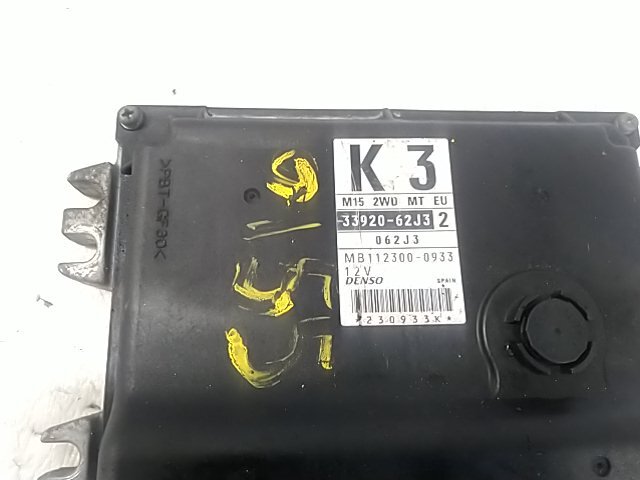 K 3
M15 2WD MT EU
33920-62J3 2
062J3
MB112300-0933
12V
DENSO SPAIN
*230933K*
>PBT-GF30<